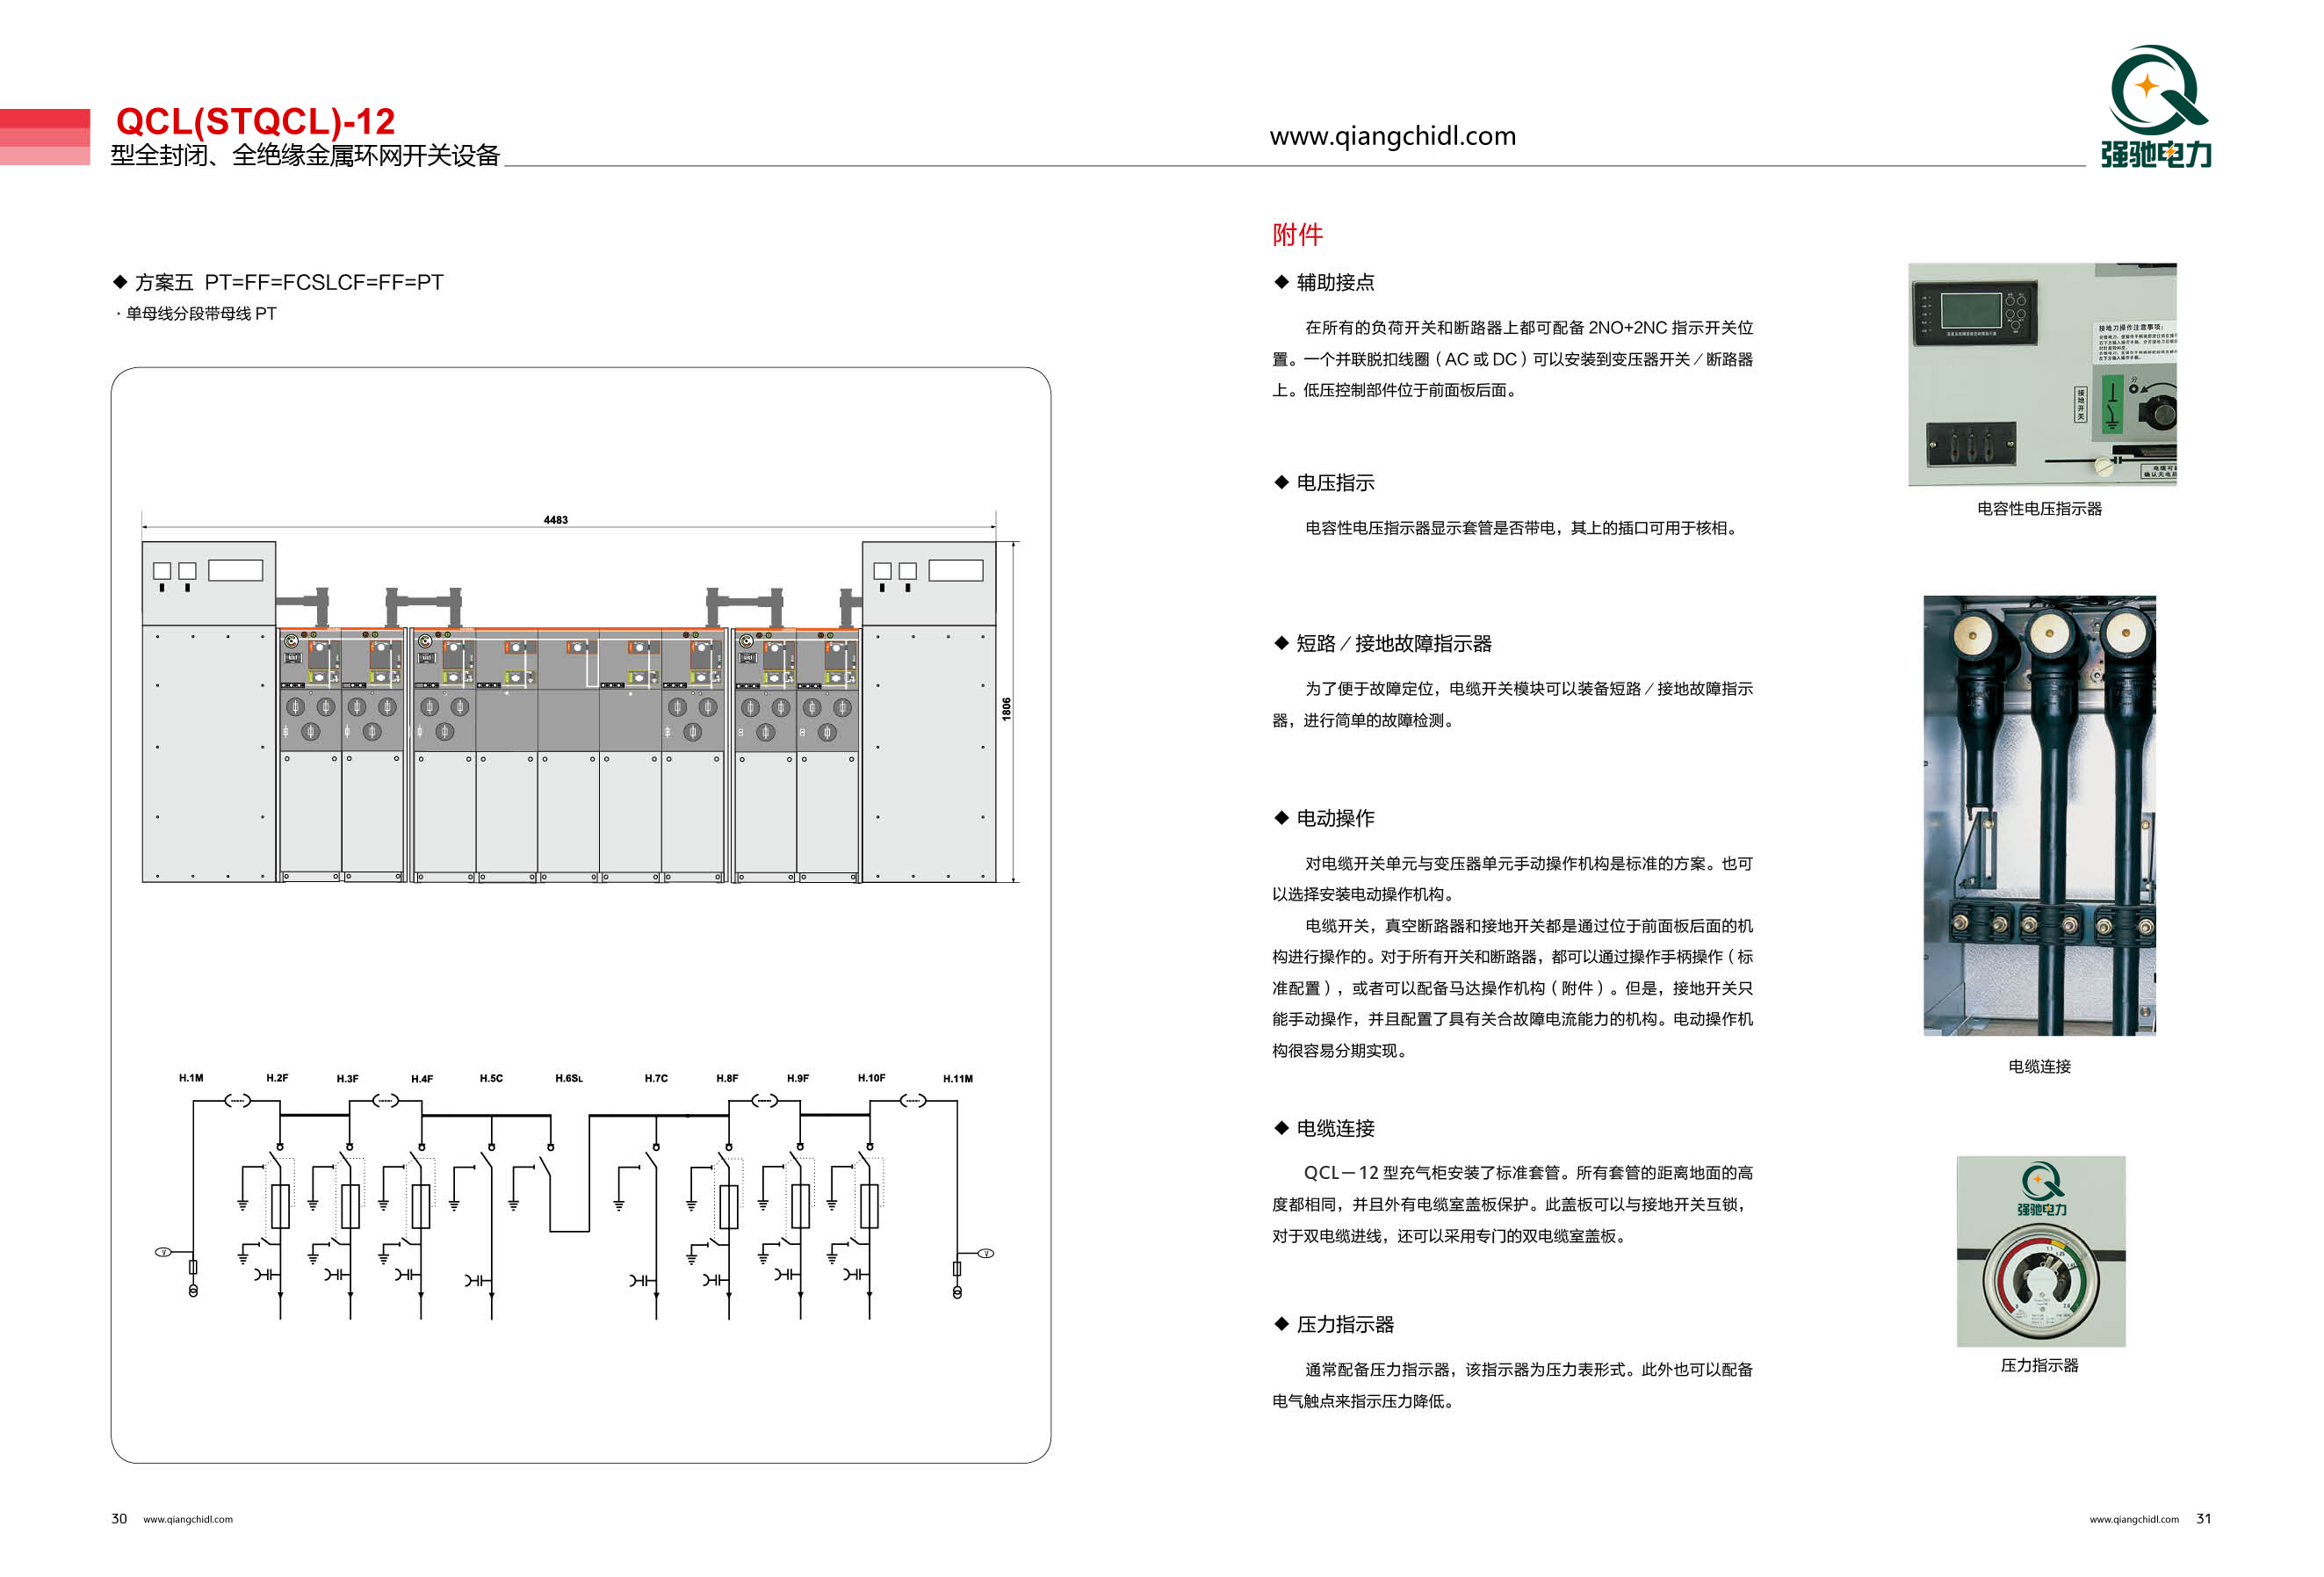 QCL(STQCL)-12
型全封闭、全绝缘金属环网开关设备
www.qiangchidl.com
强驰电力
◆ 方案五 PT=FF=FCSLCF=FF=PT
· 单母线分段带母线 PT
4483
1806
H.1M H.2F H.3F H.4F H.5C H.6SL H.7C H.8F H.9F H.10F H.11M
30 www.qiangchidl.com
附件
◆ 辅助接点
在所有的负荷开关和断路器上都可配备 2NO+2NC 指示开关位
置。一个并联脱扣线圈（AC 或 DC）可以安装到变压器开关／断路器
上。低压控制部件位于前面板后面。
◆ 电压指示
电容性电压指示器显示套管是否带电，其上的插口可用于核相。
◆ 短路／接地故障指示器
为了便于故障定位，电缆开关模块可以装备短路／接地故障指示
器，进行简单的故障检测。
◆ 电动操作
对电缆开关单元与变压器单元手动操作机构是标准的方案。也可
以选择安装电动操作机构。
电缆开关，真空断路器和接地开关都是通过位于前面板后面的机
构进行操作的。对于所有开关和断路器，都可以通过操作手柄操作（标
准配置），或者可以配备马达操作机构（附件）。但是，接地开关只
能手动操作，并且配置了具有关合故障电流能力的机构。电动操作机
构很容易分期实现。
◆ 电缆连接
QCL－12 型充气柜安装了标准套管。所有套管的距离地面的高
度都相同，并且外有电缆室盖板保护。此盖板可以与接地开关互锁，
对于双电缆进线，还可以采用专门的双电缆室盖板。
◆ 压力指示器
通常配备压力指示器，该指示器为压力表形式。此外也可以配备
电气触点来指示压力降低。
接地刀操作注意事项：
分
接地开关
电容性电压指示器
电缆连接
强驰电力
压力指示器
www.qiangchidl.com 31